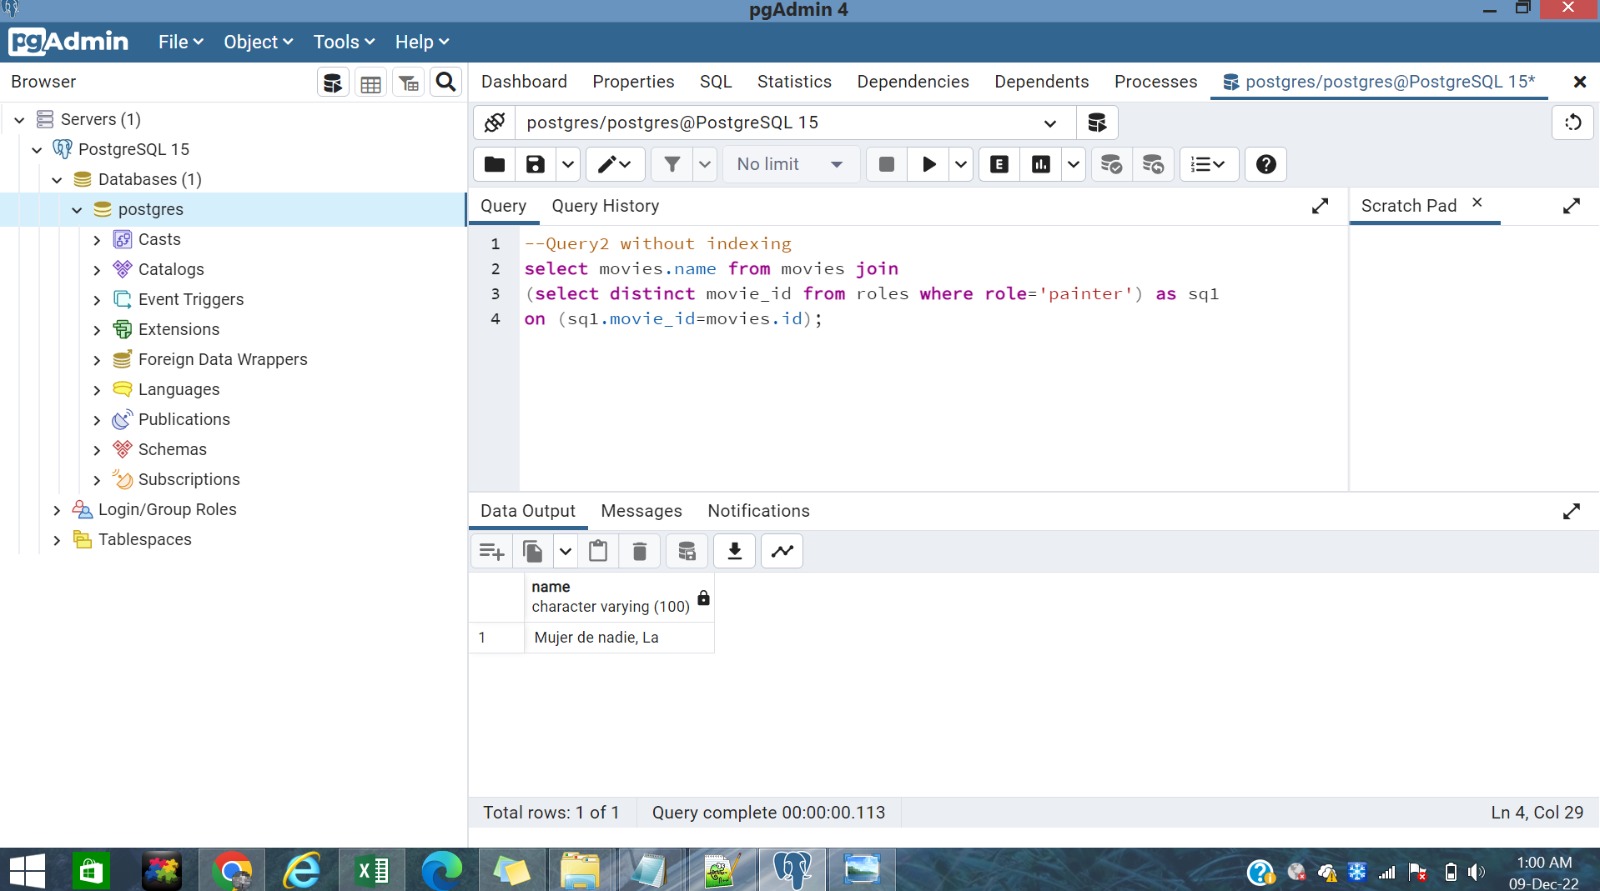 pgAdmin 4
pgAdmin File Object Tools Help
Browser
Dashboard Properties SQL Statistics Dependencies Dependents Processes postgres/postgres@PostgreSQL 15*
Servers (1)
PostgreSQL 15
Databases (1)
postgres
Casts
Catalogs
Event Triggers
Extensions
Foreign Data Wrappers
Languages
Publications
Schemas
Subscriptions
Login/Group Roles
Tablespaces
postgres/postgres@PostgreSQL 15
No limit
E
Query Query History
Scratch Pad
1 --Query2 without indexing
2 select movies.name from movies join
3 (select distinct movie_id from roles where role='painter') as sq1
4 on (sq1.movie_id=movies.id);
Data Output Messages Notifications
name
character varying (100)
1 Mujer de nadie, La
Total rows: 1 of 1 Query complete 00:00:00.113 Ln 4, Col 29
1:00 AM
09-Dec-22